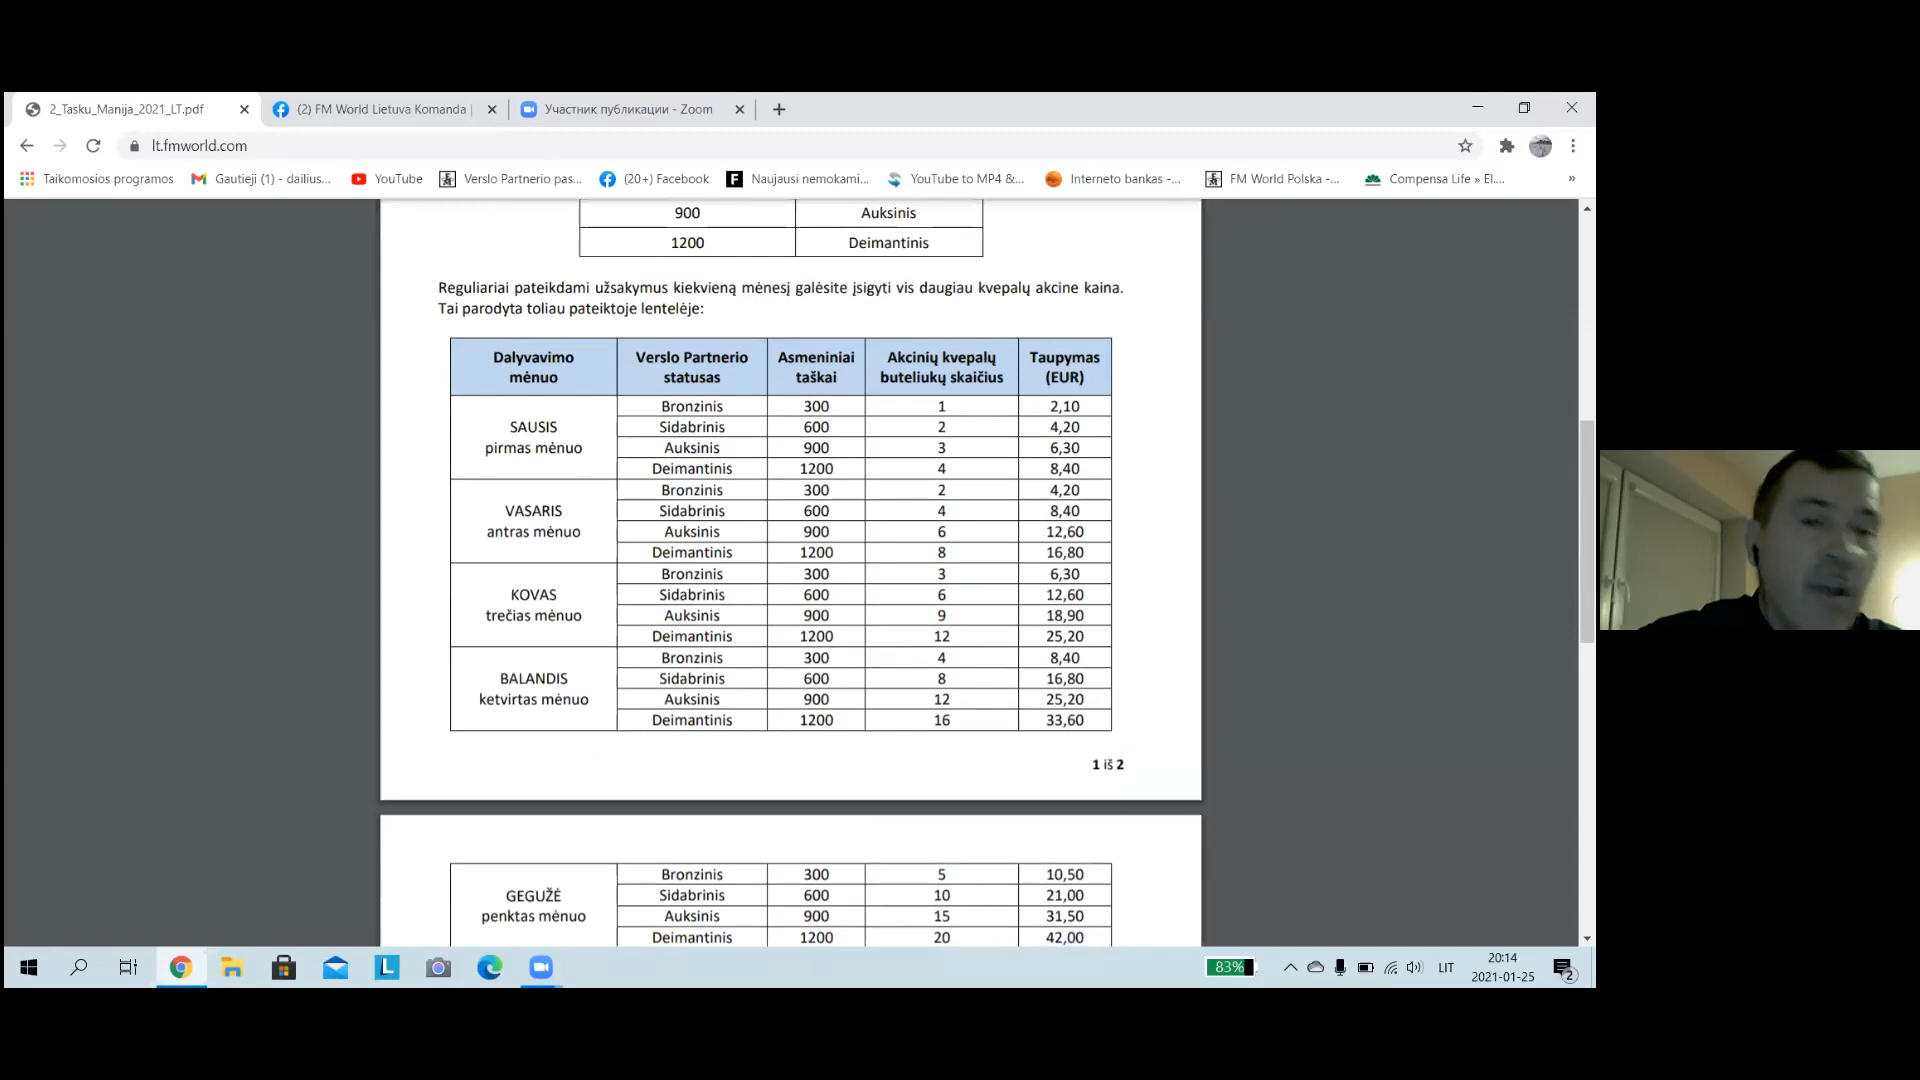 2_Tasku_Manija_2021_LT.pdf
(2) FM World Lietuva Komanda |
Участник публикации - Zoom
lt.fmworld.com
Taikomosios programos
Gautieji (1) - dailius...
YouTube
Verslo Partnerio pas...
(20+) Facebook
Naujausi nemokami...
YouTube to MP4 &...
Interneto bankas -...
FM World Polska -...
Compensa Life » El....
»
900 Auksinis
1200 Deimantinis
Reguliariai pateikdami užsakymus kiekvieną mėnesį galėsite įsigyti vis daugiau kvepalų akcine kaina.
Tai parodyta toliau pateiktoje lentelėje:
Dalyvavimo mėnuo Verslo Partnerio statusas Asmeniniai taškai Akcinių kvepalų buteliukų skaičius Taupymas (EUR)
SAUSIS
pirmas mėnuo
Bronzinis 300 1 2,10
Sidabrinis 600 2 4,20
Auksinis 900 3 6,30
Deimantinis 1200 4 8,40
VASARIS
antras mėnuo
Bronzinis 300 2 4,20
Sidabrinis 600 4 8,40
Auksinis 900 6 12,60
Deimantinis 1200 8 16,80
KOVAS
trečias mėnuo
Bronzinis 300 3 6,30
Sidabrinis 600 6 12,60
Auksinis 900 9 18,90
Deimantinis 1200 12 25,20
BALANDIS
ketvirtas mėnuo
Bronzinis 300 4 8,40
Sidabrinis 600 8 16,80
Auksinis 900 12 25,20
Deimantinis 1200 16 33,60
1 iš 2
GEGUŽĖ
penktas mėnuo
Bronzinis 300 5 10,50
Sidabrinis 600 10 21,00
Auksinis 900 15 31,50
Deimantinis 1200 20 42,00
L
83%
LIT
20:14
2021-01-25
2